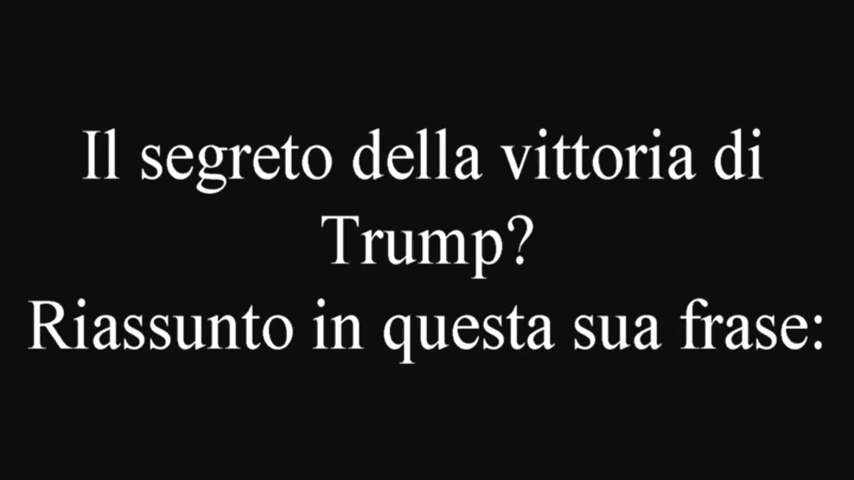 Il segreto della vittoria di
Trump?
Riassunto in questa sua frase: